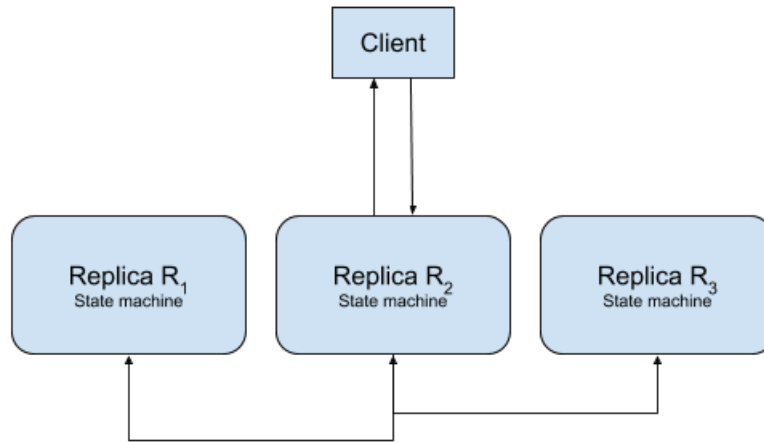 Client
Replica R₁
State machine
Replica R₂
State machine
Replica R₃
State machine